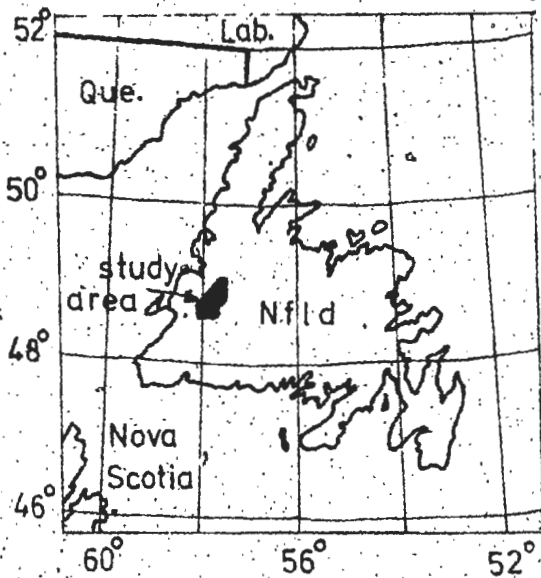 52°
Lab.
Que.
50°
study
area
Nfld
48°
Nova
Scotia
46°
60°
56°
52°